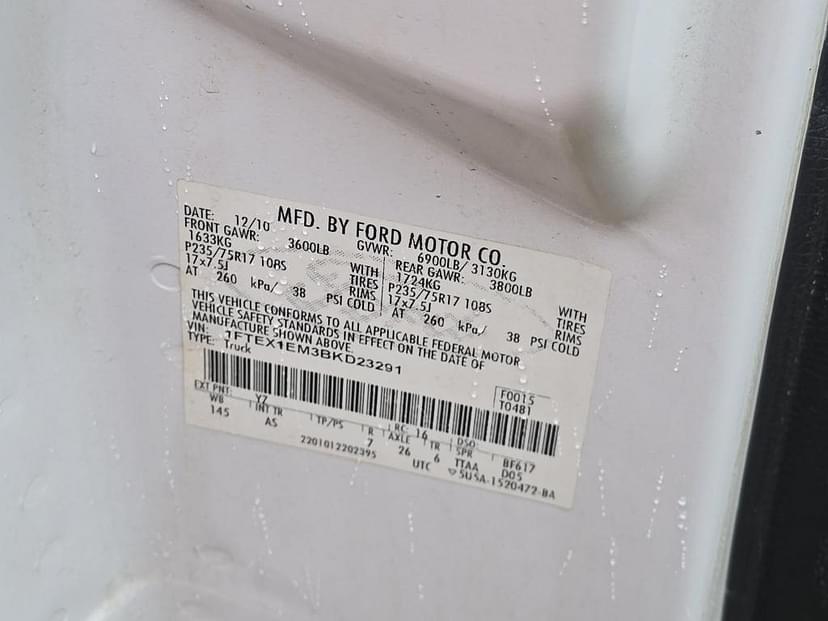 MFD. BY FORD MOTOR CO.
DATE: 12/10 GVWR: 6900LB/ 3130KG
FRONT GAWR: 3600LB REAR GAWR: 3800LB
1633KG WITH 1724KG WITH
P235/75R17 108S TIRES P235/75R17 108S TIRES
17x7.5J RIMS 17x7.5J RIMS
AT 260 kPa/ 38 PSI COLD AT 260 kPa/ 38 PSI COLD
THIS VEHICLE CONFORMS TO ALL APPLICABLE FEDERAL MOTOR
VEHICLE SAFETY STANDARDS IN EFFECT ON THE DATE OF
MANUFACTURE SHOWN ABOVE.
VIN: 1FTEX1EM3BKD23291
TYPE: Truck
F0015
T0481
EXT PNT: YZ RC: 16 DSO:
WB INT TR TP/PS R AXLE TR SPR BF617
145 AS 7 26 6 TTAA D05
2201012202395 UTC 5U5A-1520472-BA